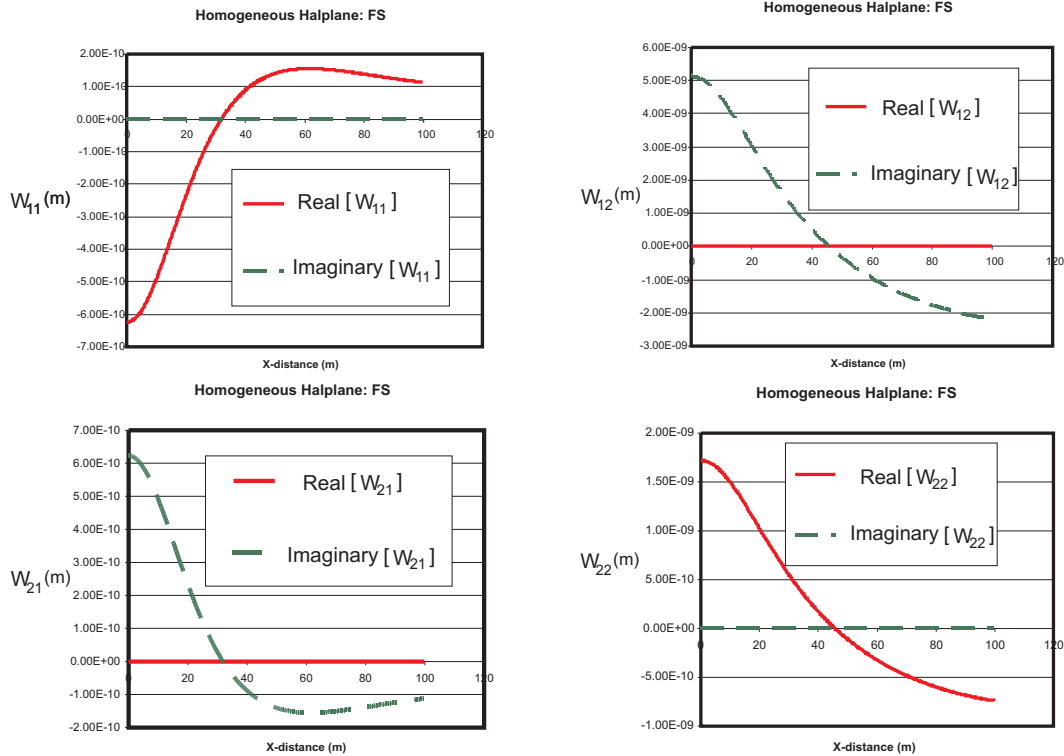 Homogeneous Halplane: FS
2.00E-10
1.00E-10
0.00E+00
-1.00E-10
-2.00E-10
-3.00E-10
-4.00E-10
-5.00E-10
-6.00E-10
-7.00E-10
0 20 40 60 80 100 120
W11(m)
Real [W11]
Imaginary [W11]
X-distance (m)
Homogeneous Halplane: FS
6.00E-09
5.00E-09
4.00E-09
3.00E-09
2.00E-09
1.00E-09
0.00E+00
-1.00E-09
-2.00E-09
-3.00E-09
0 20 40 60 80 100 120
W12(m)
Real [W12]
Imaginary [W12]
X-distance (m)
Homogeneous Halplane: FS
7.00E-10
6.00E-10
5.00E-10
4.00E-10
3.00E-10
2.00E-10
1.00E-10
0.00E+00
-1.00E-10
-2.00E-10
0 20 40 60 80 100 120
W21(m)
Real [W21]
Imaginary [W21]
X-distance (m)
Homogeneous Halplane: FS
2.00E-09
1.50E-09
1.00E-09
5.00E-10
0.00E+00
-5.00E-10
-1.00E-09
0 20 40 60 80 100 120
W22(m)
Real [W22]
Imaginary [W22]
X-distance (m)